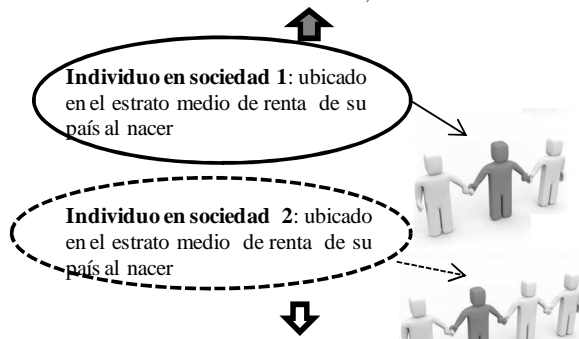 Individuo en sociedad 1: ubicado
en el estrato medio de renta de su
país al nacer
Individuo en sociedad 2: ubicado
en el estrato medio de renta de su
país al nacer